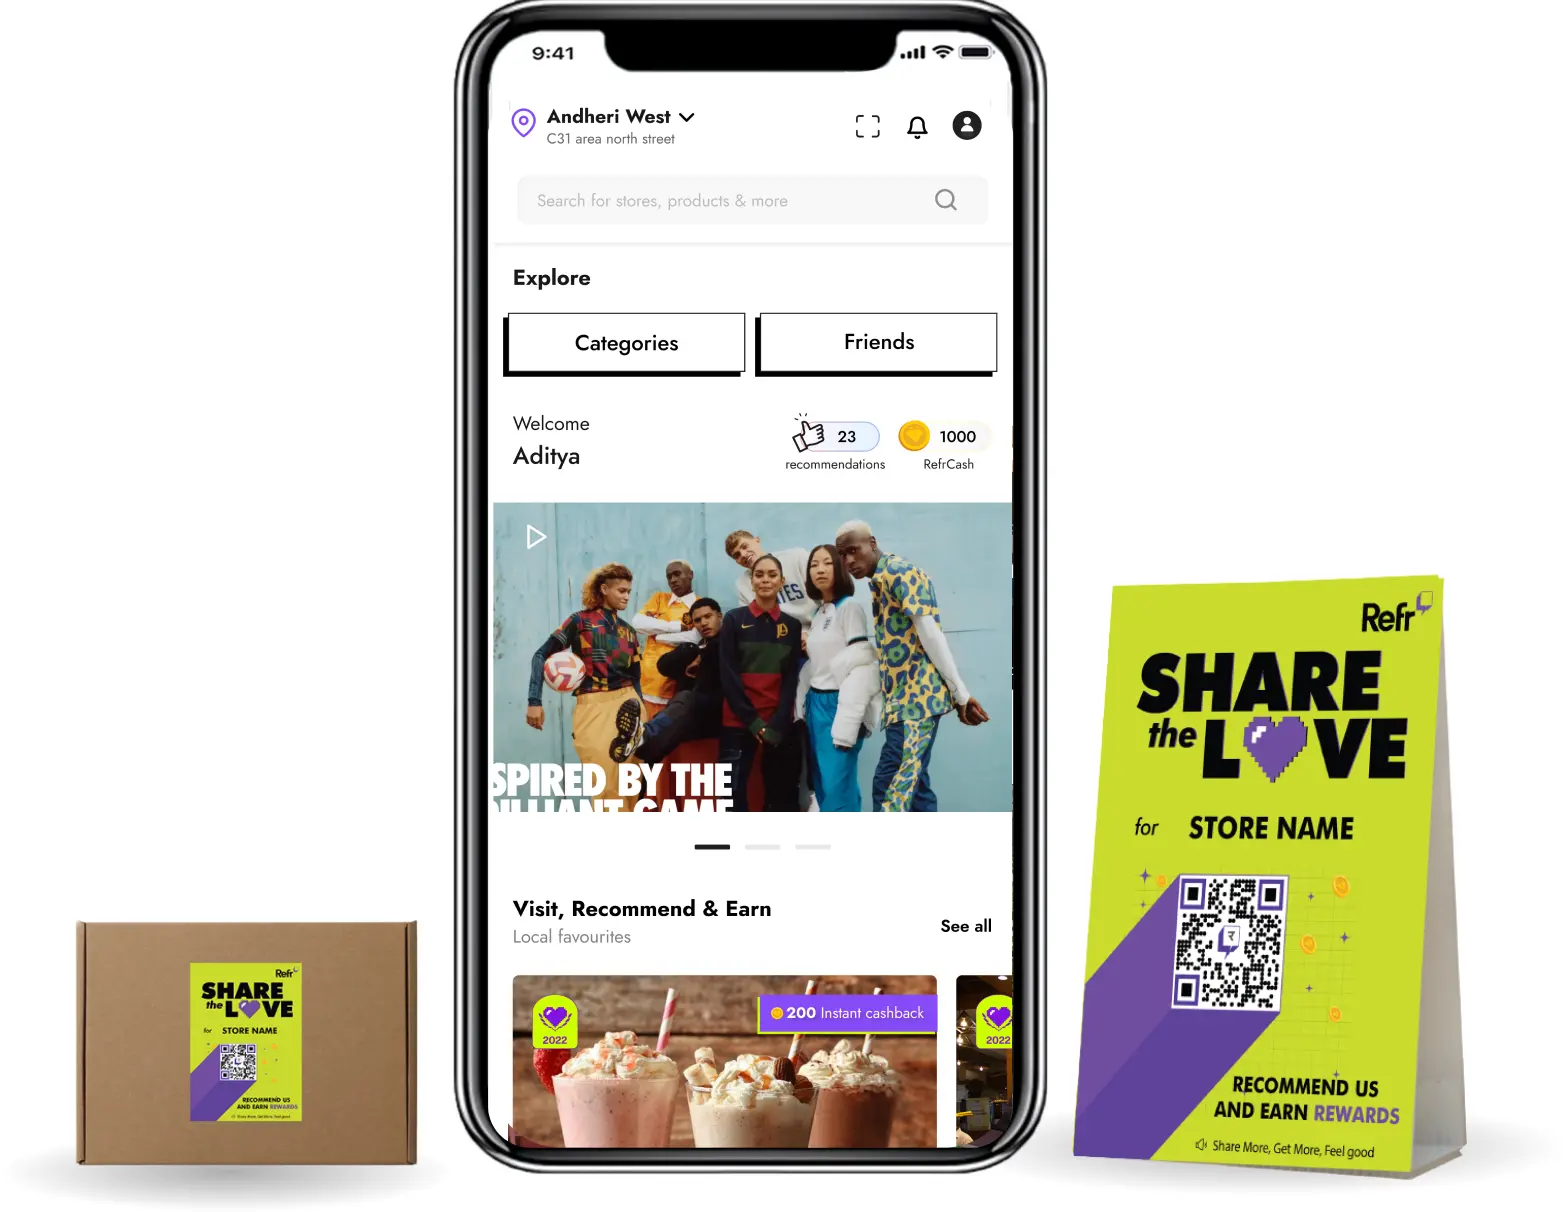 9:41
Andheri West
C31 area north street
Search for stores, products & more
Explore
Categories
Friends
Welcome
Aditya
23
recommendations
1000
RefrCash
SPIRED BY THE
ILLIANT GAME
Visit, Recommend & Earn
Local favourites
See all
2022
200 Instant cashback
2022
Refr
SHARE
the LOVE
for STORE NAME
RECOMMEND US
AND EARN REWARDS
Share More, Get More, Feel good
Refr
SHARE
the LOVE
for STORE NAME
RECOMMEND US
AND EARN REWARDS
Share More, Get More, Feel good